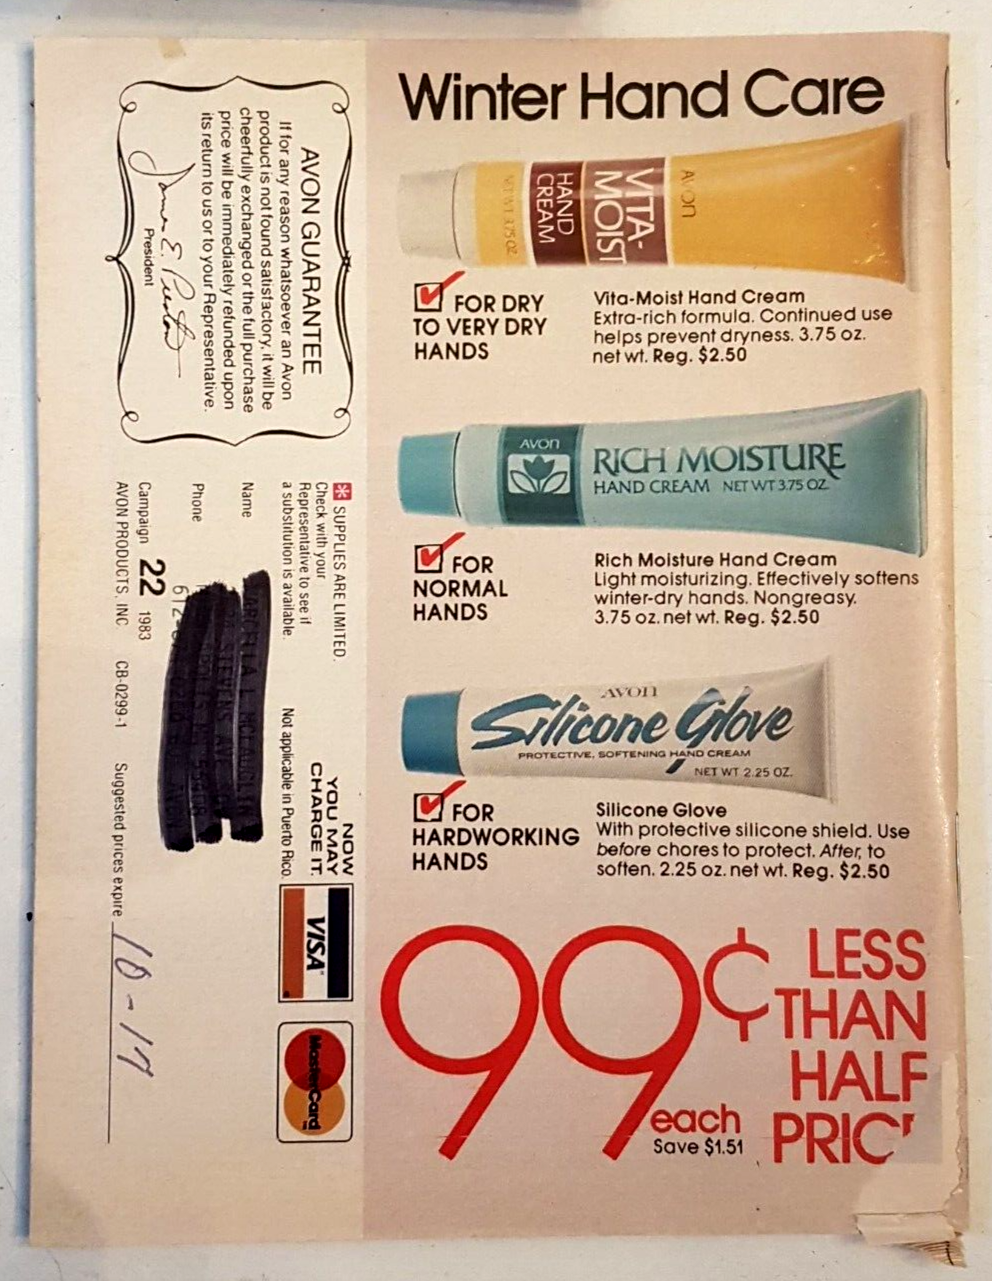 Winter Hand Care
AVON
VITA-
MOIST
HAND
CREAM
NET WT 3.75 OZ.
FOR DRY
TO VERY DRY
HANDS
Vita-Moist Hand Cream
Extra-rich formula. Continued use
helps prevent dryness. 3.75 oz.
net wt. Reg. $2.50
AVON
RICH MOISTURE
HAND CREAM NET WT 3.75 OZ.
FOR
NORMAL
HANDS
Rich Moisture Hand Cream
Light moisturizing. Effectively softens
winter-dry hands. Nongreasy.
3.75 oz. net wt. Reg. $2.50
AVON
Silicone Glove
PROTECTIVE, SOFTENING HAND CREAM
NET WT 2.25 OZ.
FOR
HARDWORKING
HANDS
Silicone Glove
With protective silicone shield. Use
before chores to protect. After, to
soften. 2.25 oz. net wt. Reg. $2.50
99¢
each
Save $1.51
LESS
THAN
HALF
PRIC
AVON GUARANTEE
If for any reason whatsoever an Avon
product is not found satisfactory, it will be
cheerfully exchanged or the full purchase
price will be immediately refunded upon
its return to us or to your Representative.
President
* SUPPLIES ARE LIMITED.
Check with your
Representative to see if
a substitution is available.
NOW
YOU MAY
CHARGE IT.
Not applicable in Puerto Rico.
VISA
MasterCard
Name
Phone
Campaign 22 1983
AVON PRODUCTS, INC. CB-0299-1 Suggested prices expire 10-17